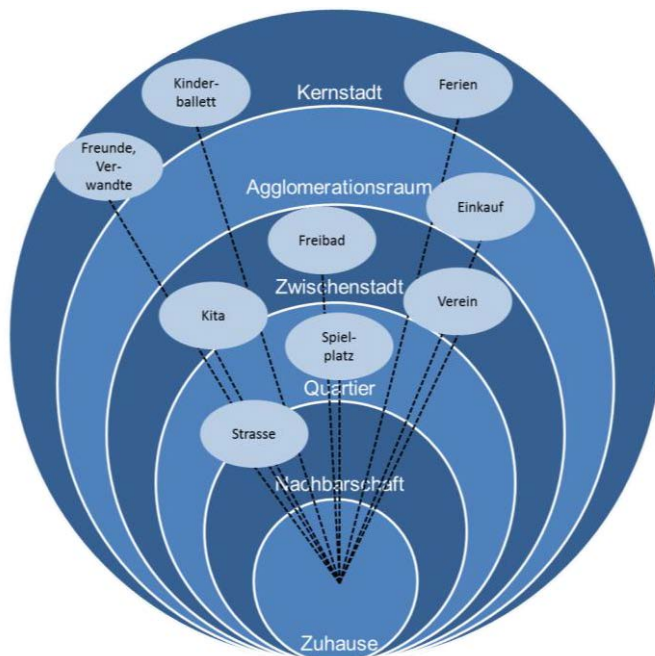 Kinder-
ballett
Ferien
Kernstadt
Freunde,
Ver-
wandte
Agglomerationsraum
Einkauf
Freibad
Zwischenstadt
Kita
Verein
Spiel-
platz
Quartier
Strasse
Nachbarschaft
Zuhause